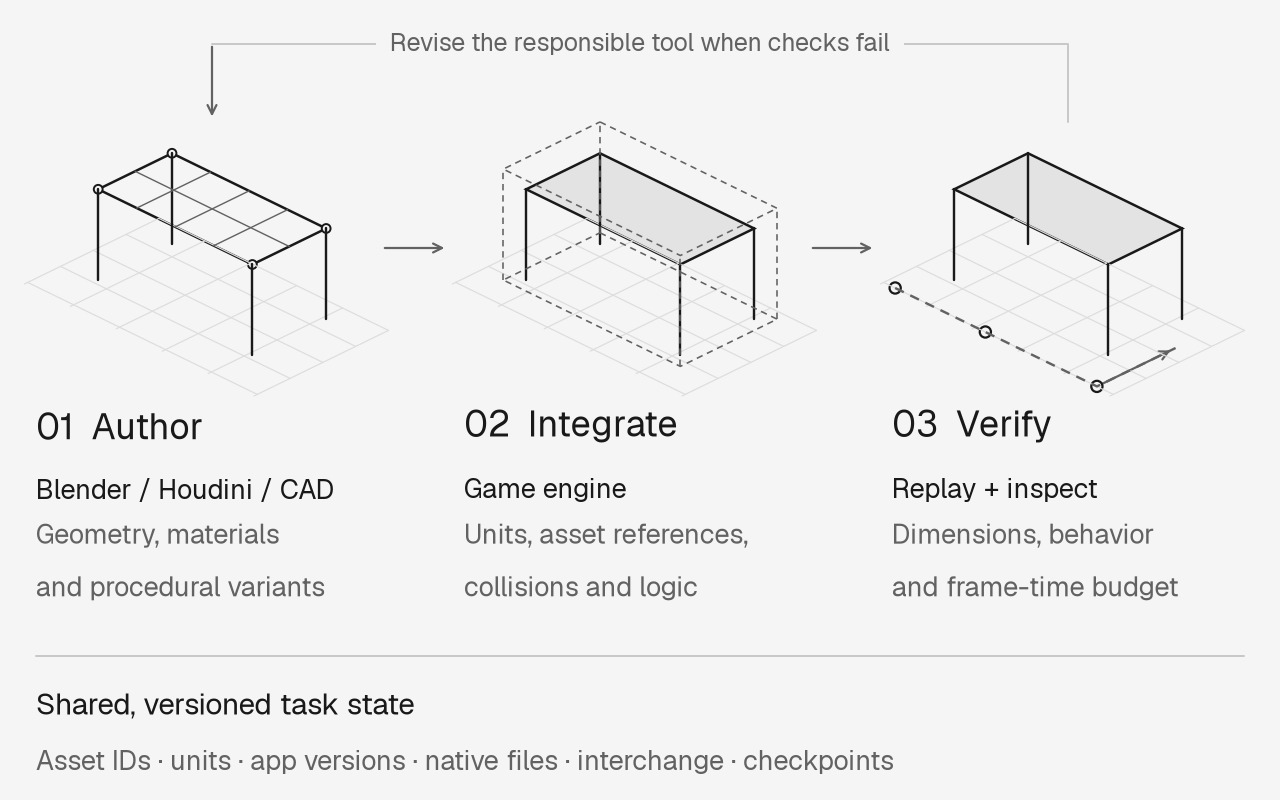 Revise the responsible tool when checks fail
01 Author
Blender / Houdini / CAD
Geometry, materials
and procedural variants
02 Integrate
Game engine
Units, asset references,
collisions and logic
03 Verify
Replay + inspect
Dimensions, behavior
and frame-time budget
Shared, versioned task state
Asset IDs · units · app versions · native files · interchange · checkpoints